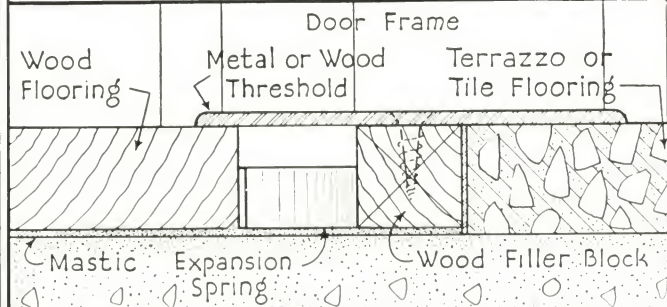 Door Frame
Wood Flooring
Metal or Wood Threshold
Terrazzo or Tile Flooring
Mastic
Expansion Spring
Wood Filler Block